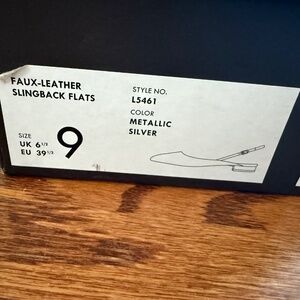 FAUX-LEATHER
SLINGBACK FLATS
SIZE
UK 6 1/2
EU 39 1/2
9
STYLE NO.
L5461
COLOR
METALLIC
SILVER